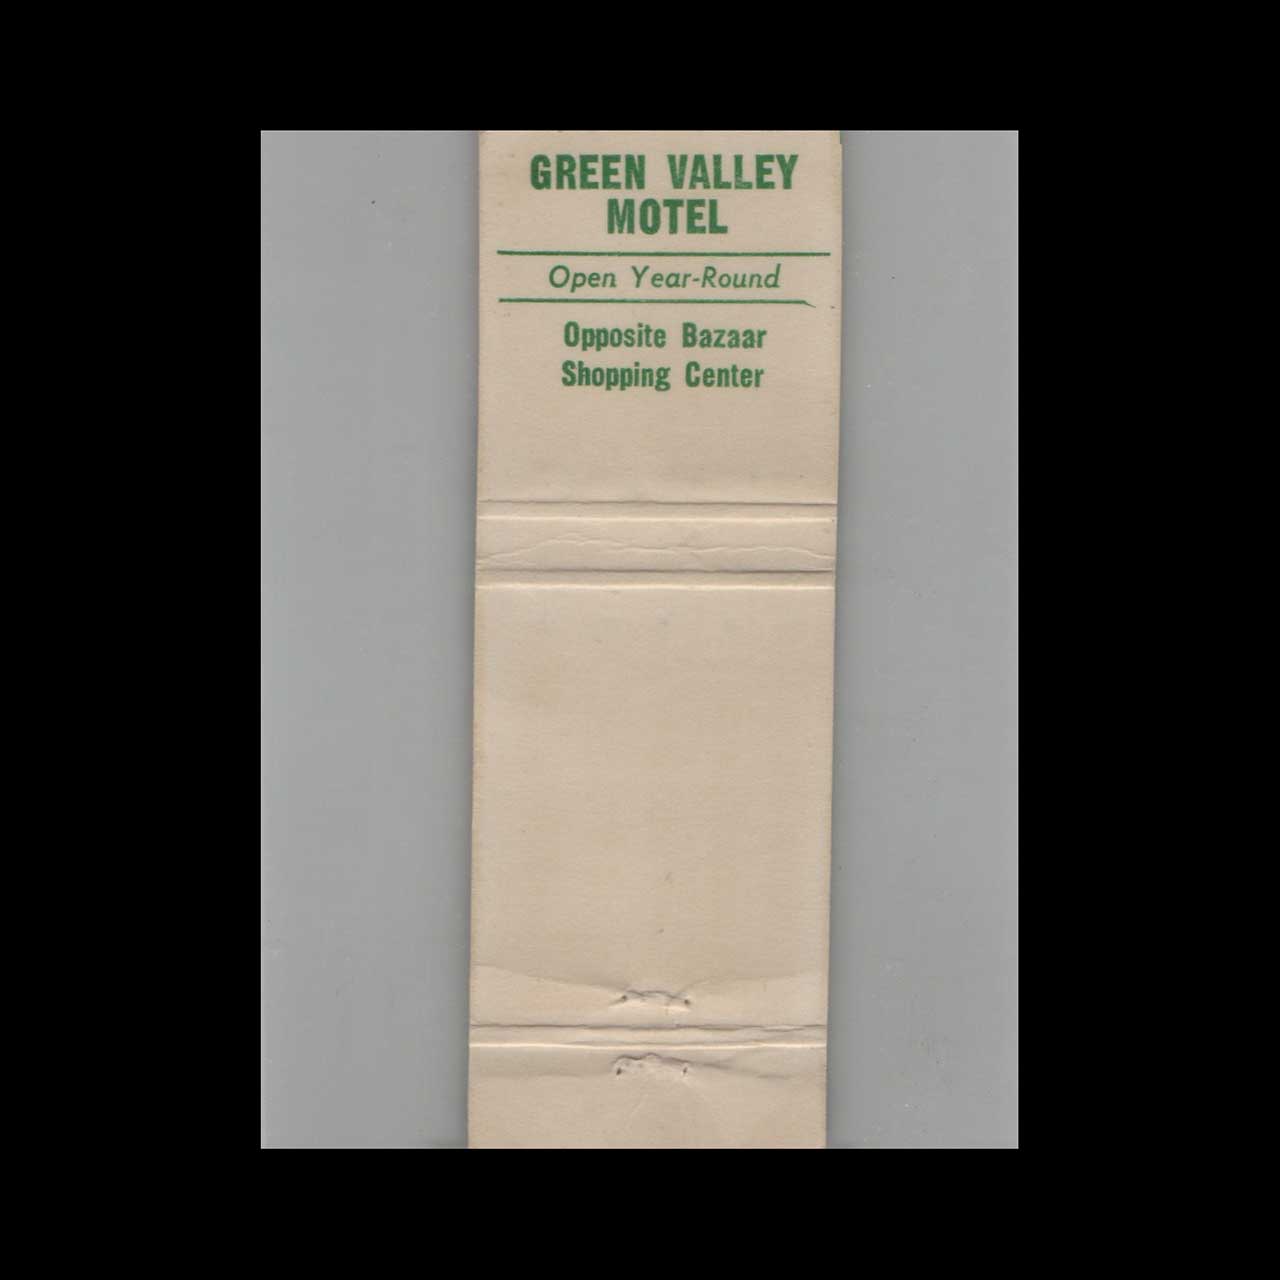 GREEN VALLEY
MOTEL
Open Year-Round
Opposite Bazaar
Shopping Center